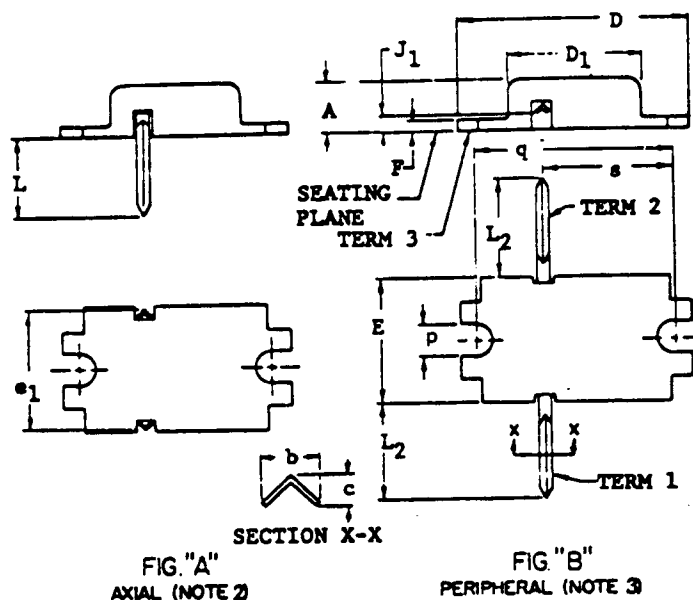 D
J1
D1
A
L
F
q
s
SEATING
PLANE
TERM 3
L2
TERM 2
E
p
e1
L2
x x
b
c
TERM 1
SECTION X-X
FIG."A"
AXIAL (NOTE 2)
FIG."B"
PERIPHERAL (NOTE 3)